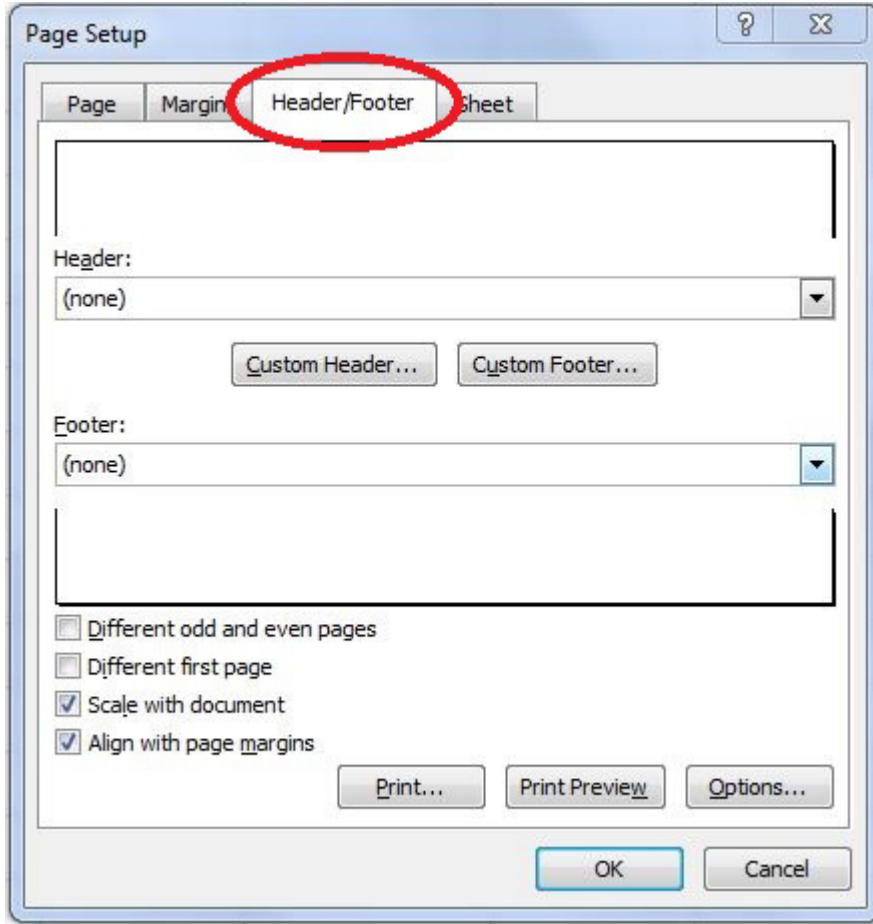 Page Setup
Page Margin Header/Footer Sheet
Header:
(none)
Custom Header... Custom Footer...
Footer:
(none)
Different odd and even pages
Different first page
Scale with document
Align with page margins
Print... Print Preview Options...
OK Cancel